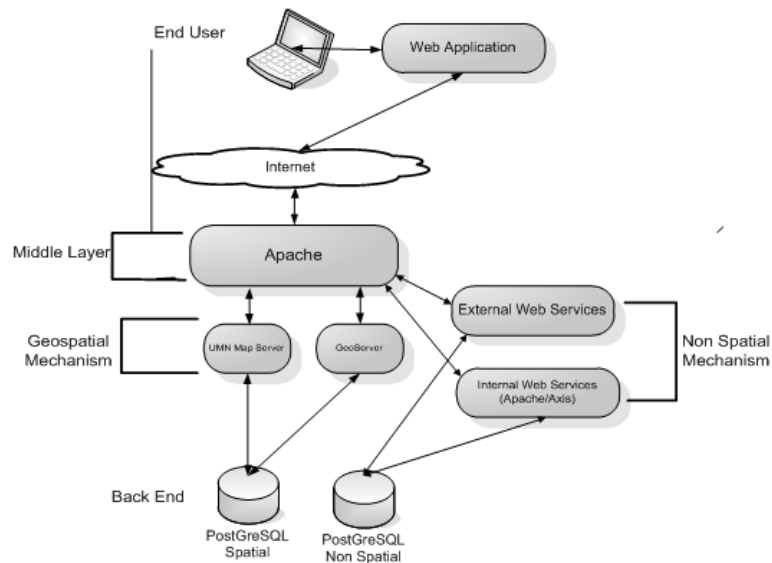 End User
Web Application
Internet
Middle Layer
Apache
External Web Services
Geospatial
Mechanism
UMN Map Server
GeoServer
Non Spatial
Mechanism
Internal Web Services
(Apache/Axis)
Back End
PostGreSQL
Spatial
PostGreSQL
Non Spatial